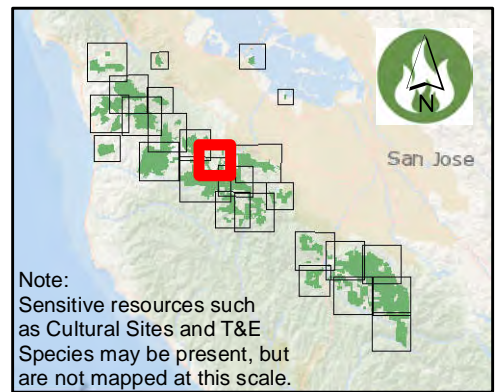 N
San Jose
Note:
Sensitive resources such
as Cultural Sites and T&E
Species may be present, but
are not mapped at this scale.